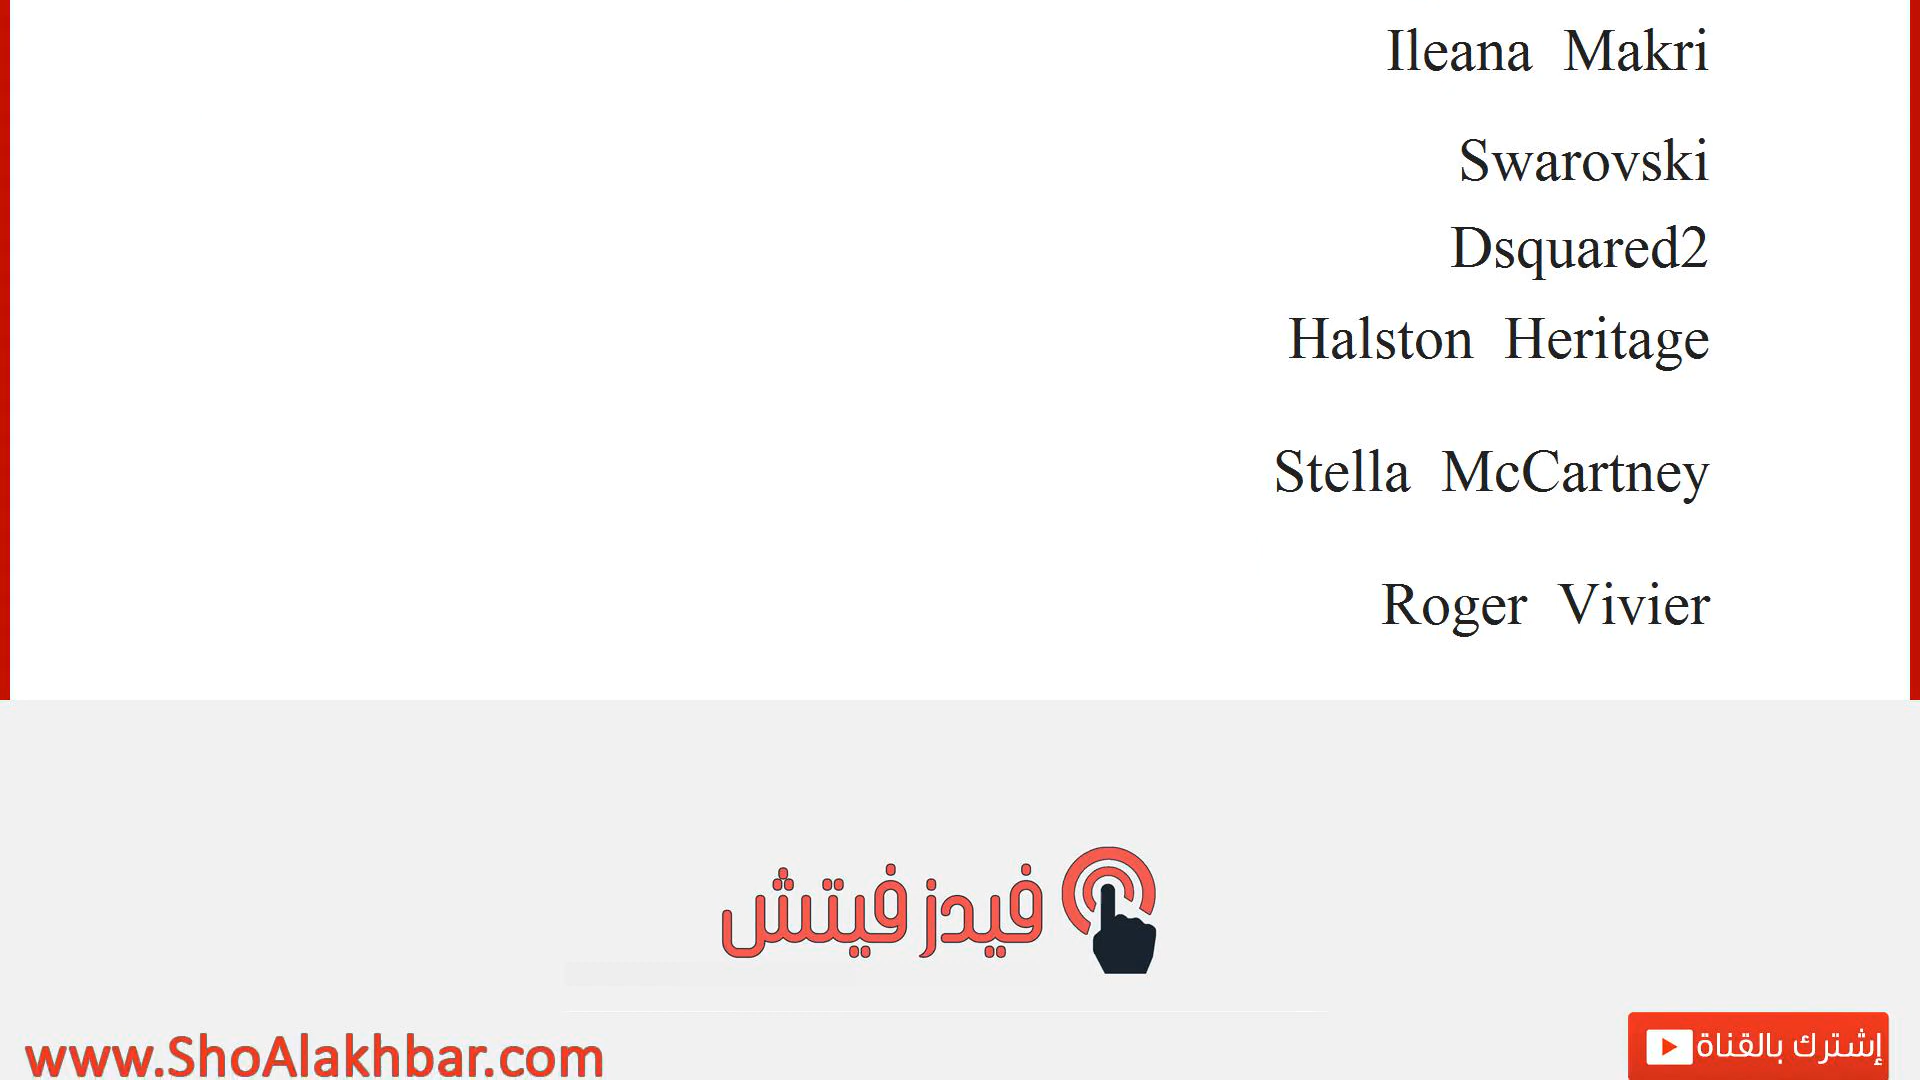 Ileana Makri
Swarovski
Dsquared2
Halston Heritage
Stella McCartney
Roger Vivier
فيدز فيتش
www.ShoAlakhbar.com
إشترك بالقناة